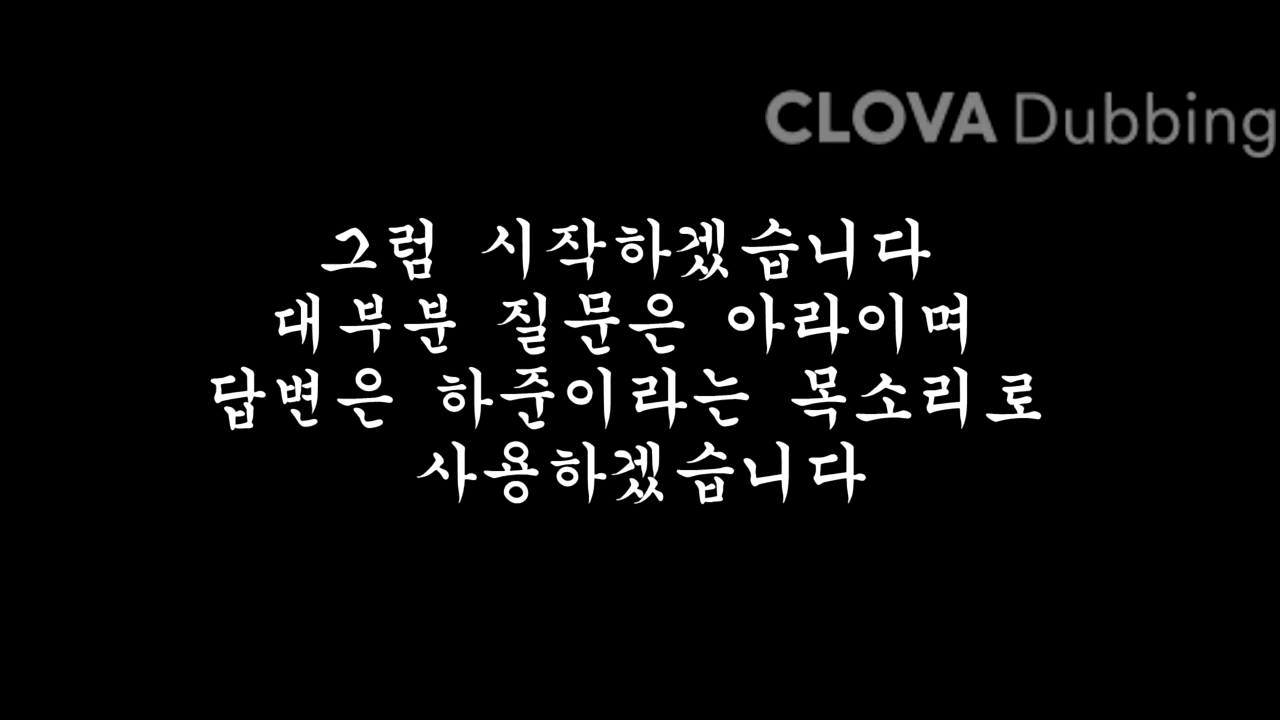 CLOVA Dubbing
그럼 시작하겠습니다
대부분 질문은 아라이며
답변은 하준이라는 목소리로
사용하겠습니다